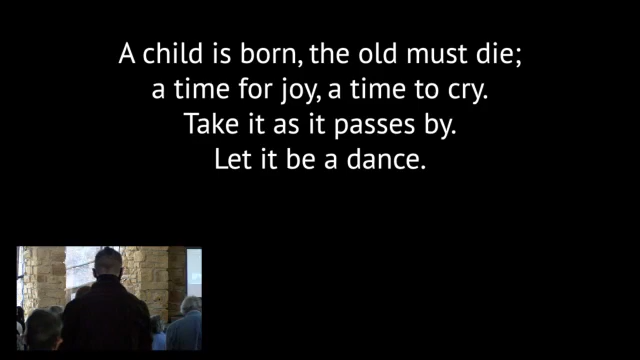 A child is born, the old must die;
a time for joy, a time to cry.
Take it as it passes by.
Let it be a dance.